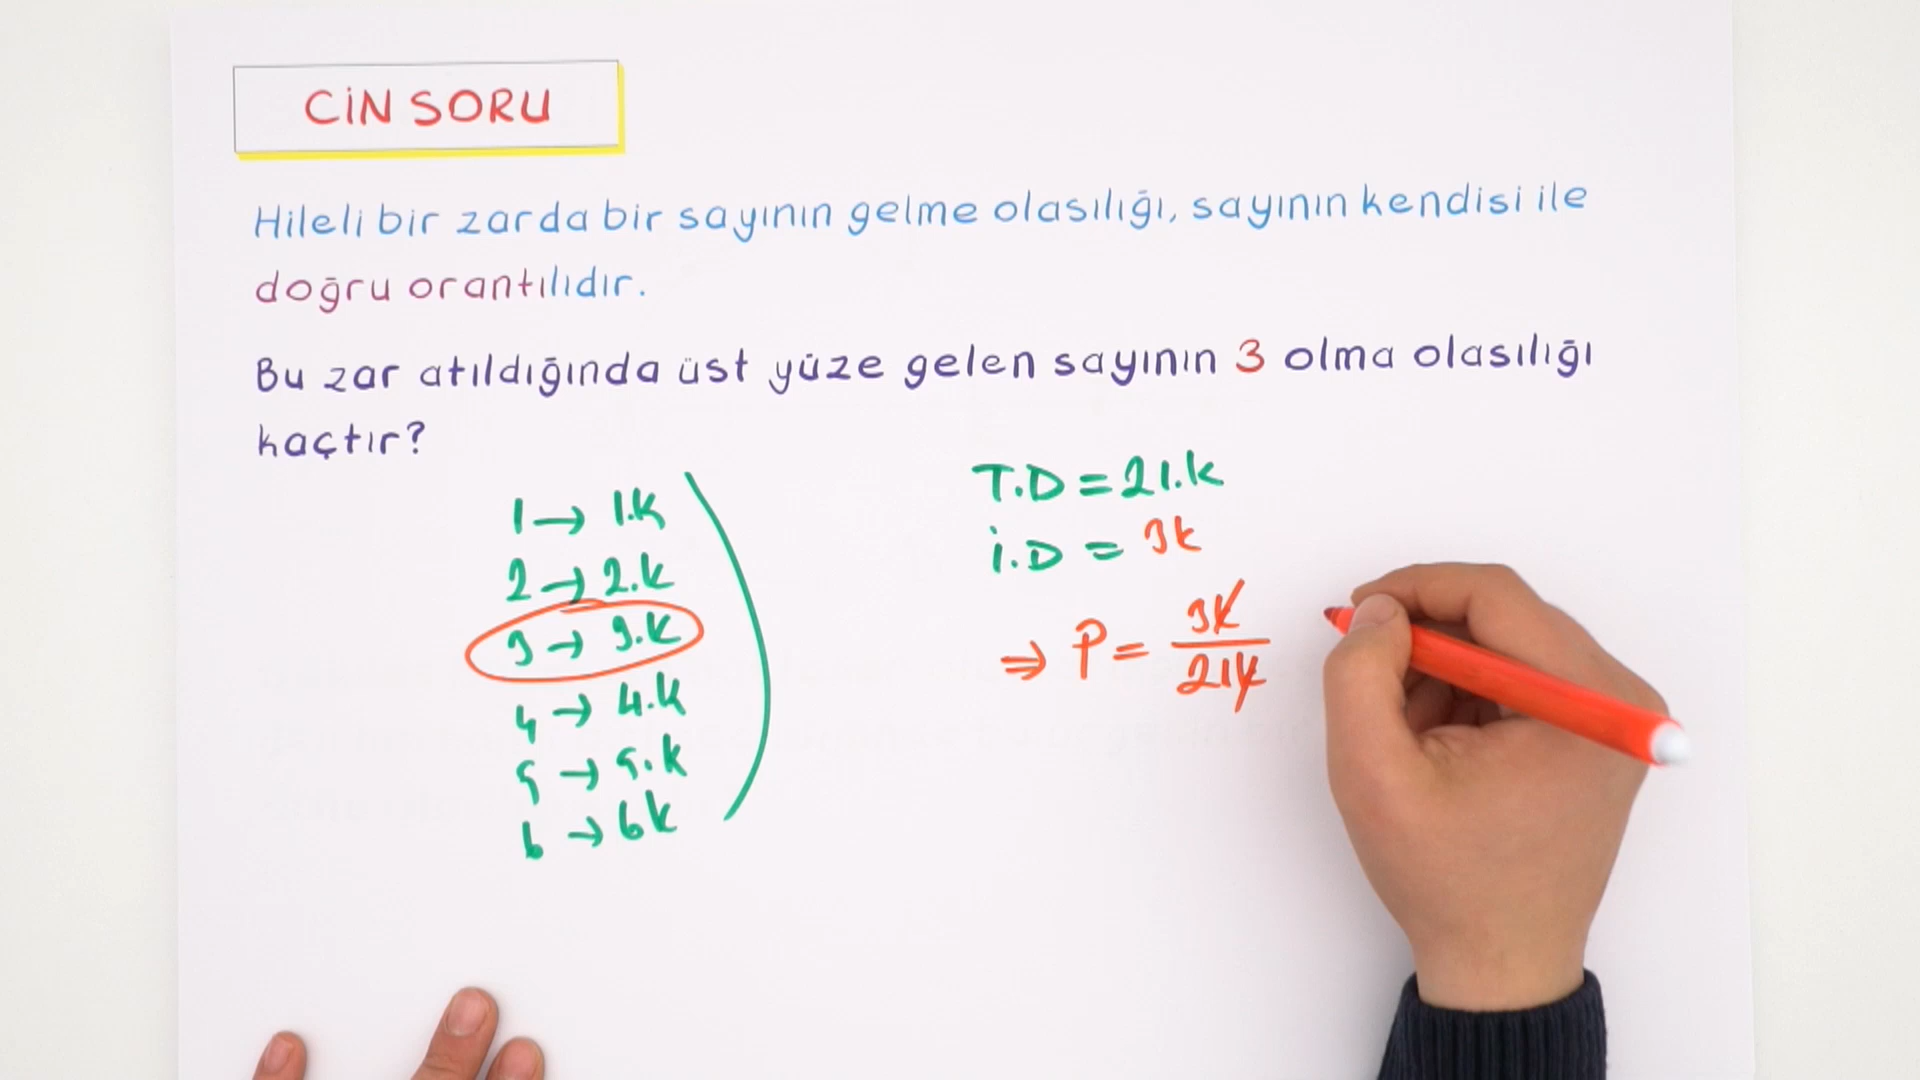 CİN SORU
Hileli bir zarda bir sayının gelme olasılığı, sayının kendisi ile
doğru orantılıdır.
Bu zar atıldığında üst yüze gelen sayının 3 olma olasılığı
kaçtır?
1 → 1.k
2 → 2.k
3 → 3.k
4 → 4.k
5 → 5.k
6 → 6k
T.D = 21.k
İ.D = 3k
⇒ P = 3k/21k